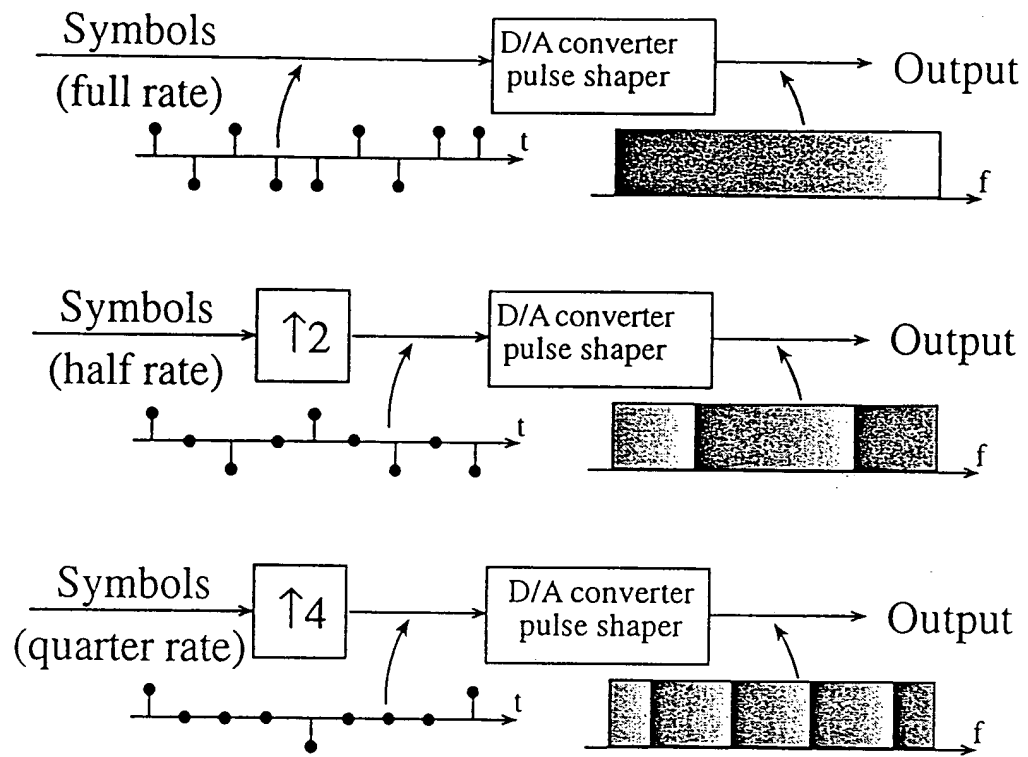 Symbols
(full rate)
D/A converter
pulse shaper
Output
t
f
Symbols
(half rate)
↑2
D/A converter
pulse shaper
Output
t
f
Symbols
(quarter rate)
↑4
D/A converter
pulse shaper
Output
t
f